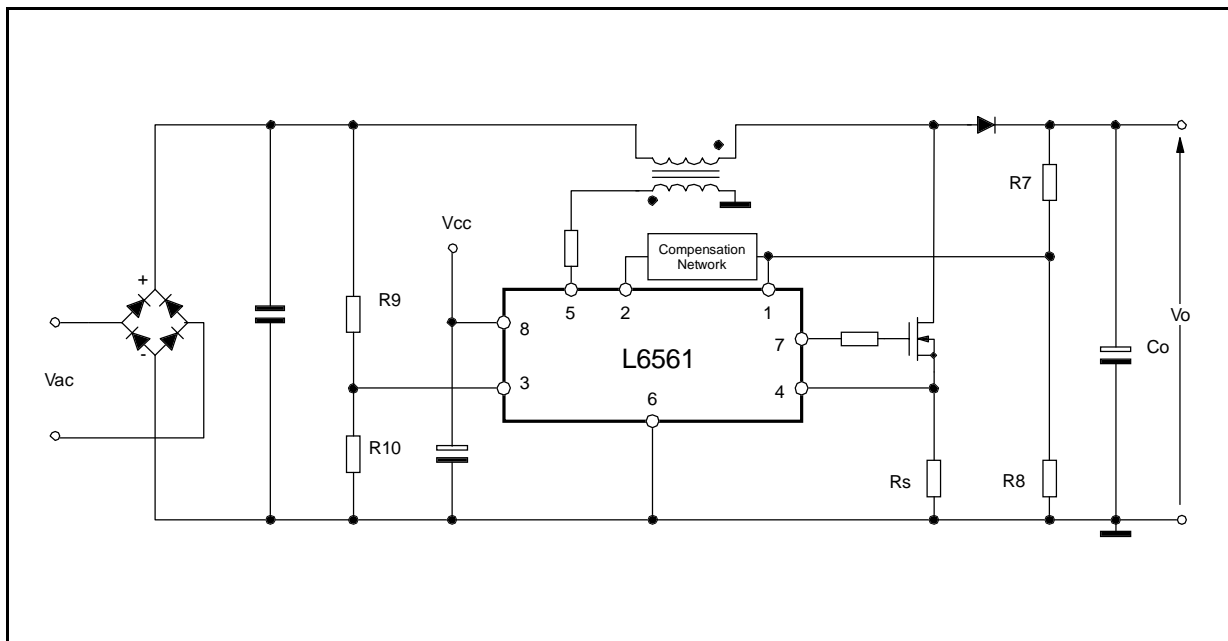 R7
Vcc
Compensation
Network
+
R9
5
2
1
8
7
Vo
-
L6561
Co
Vac
3
4
6
R10
Rs
R8